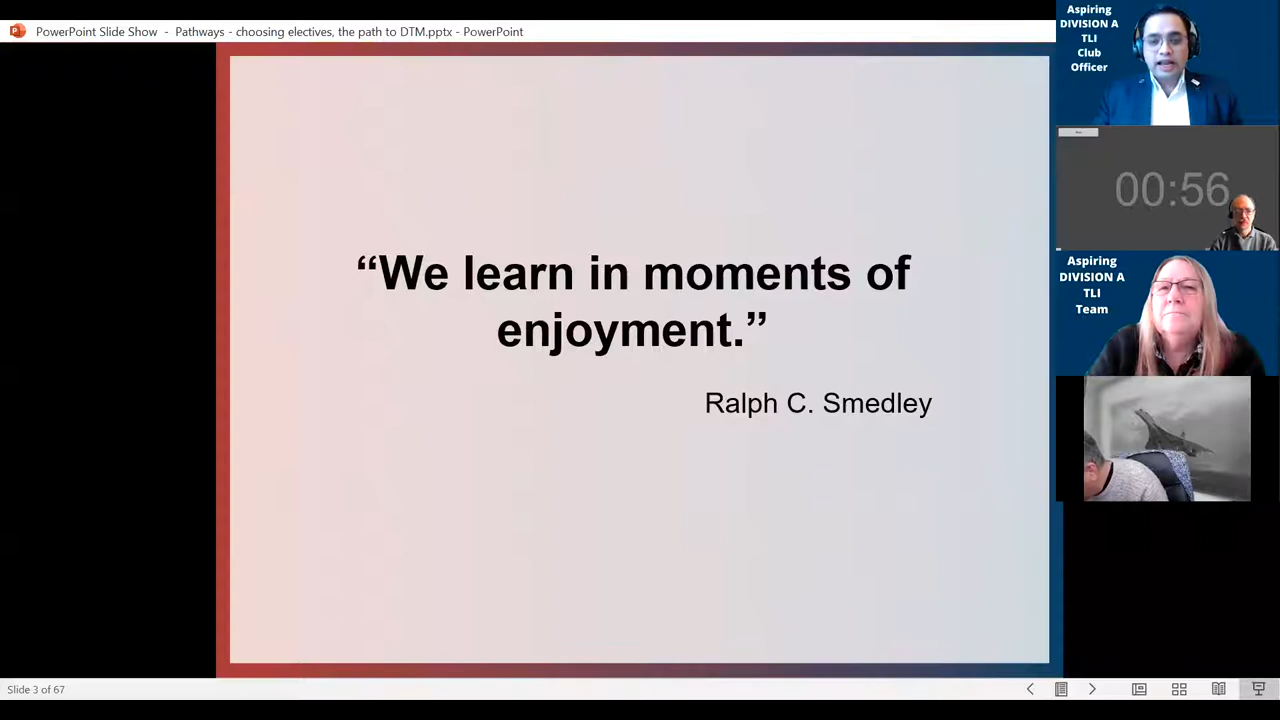 PowerPoint Slide Show - Pathways - choosing electives, the path to DTM.pptx - PowerPoint
“We learn in moments of
enjoyment.”
Ralph C. Smedley
Aspiring
DIVISION A
TLI
Club
Officer
00:56
Aspiring
DIVISION A
TLI
Team
Slide 3 of 67